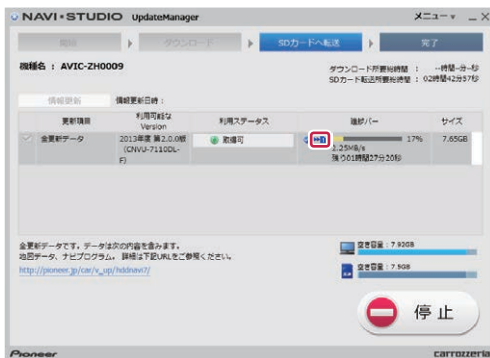 NAVI•STUDIO UpdateManager
メニュー
開始
ダウンロード
SDカードへ転送
完了
機種名 : AVIC-ZH0009
ダウンロード所要総時間 : --時間--分--秒
SDカード転送所要総時間 : 02時間42分57秒
情報更新
情報更新日時 :
更新項目
利用可能な
Version
利用ステータス
進捗バー
サイズ
全更新データ
2013年度 第2.0.0版
(CNVU-7110DL-
F)
取得可
17%
7.65GB
2.25MB/s
残り01時間27分20秒
全更新データです。データは次の内容を含みます。
地図データ、ナビプログラム。 詳細は下記URLをご参照ください。
http://pioneer.jp/car/v_up/hddnavi7/
空き容量 : 7.92GB
空き容量 : 7.5GB
停止
Pioneer
carrozzeria